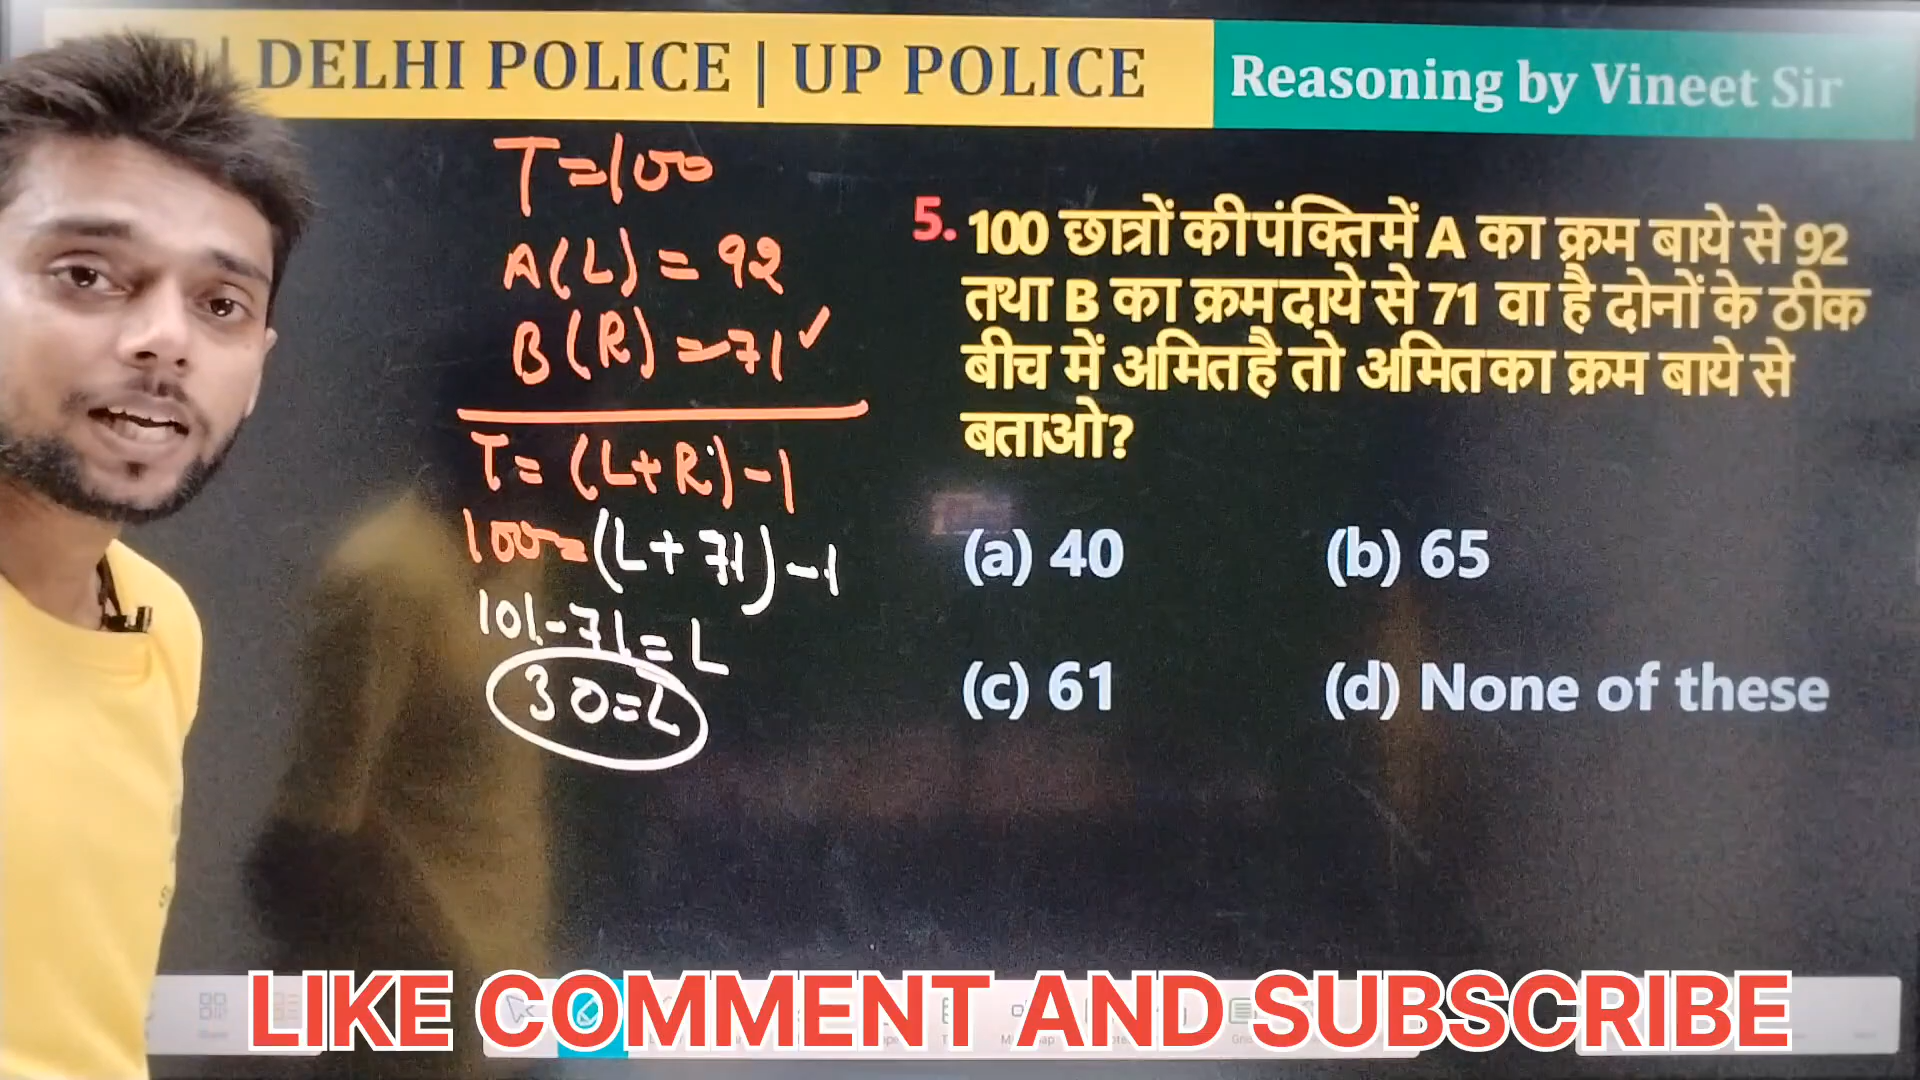 | DELHI POLICE | UP POLICE
Reasoning by Vineet Sir
T=100
A(L) = 92
B(R) = 71 ✓
T = (L+R) - 1
100 = (L + 71) - 1
101 - 71 = L
30 = L
5. 100 छात्रों की पंक्ति में A का क्रम बाये से 92
तथा B का क्रम दाये से 71 वा है दोनों के ठीक
बीच में अमित है तो अमित का क्रम बाये से
बताओ?
(a) 40
(b) 65
(c) 61
(d) None of these
LIKE COMMENT AND SUBSCRIBE